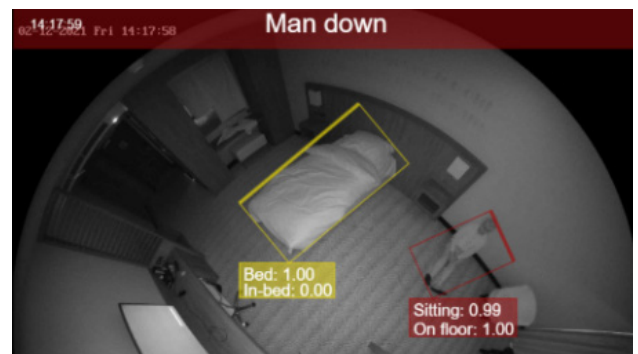 Man down
14:17:59
02-12-2021 Fri 14:17:58
Bed: 1.00
In-bed: 0.00
Sitting: 0.99
On floor: 1.00